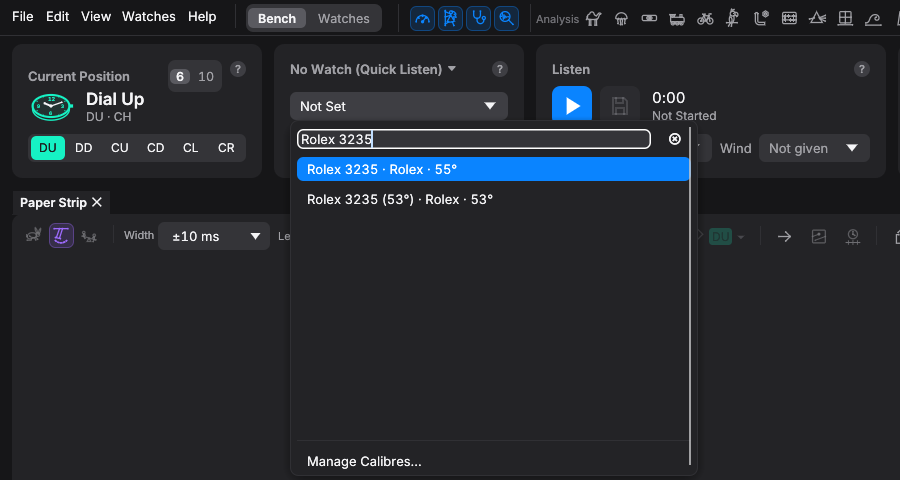 File Edit View Watches Help Bench Watches Analysis
Current Position 6 10 ?
Dial Up
DU · CH
DU DD CU CD CL CR
No Watch (Quick Listen) ?
Not Set
Rolex 3235
Rolex 3235 · Rolex · 55°
Rolex 3235 (53°) · Rolex · 53°
Manage Calibres...
Listen ?
0:00
Not Started
Wind Not given
Paper Strip
Width ±10 ms Le DU